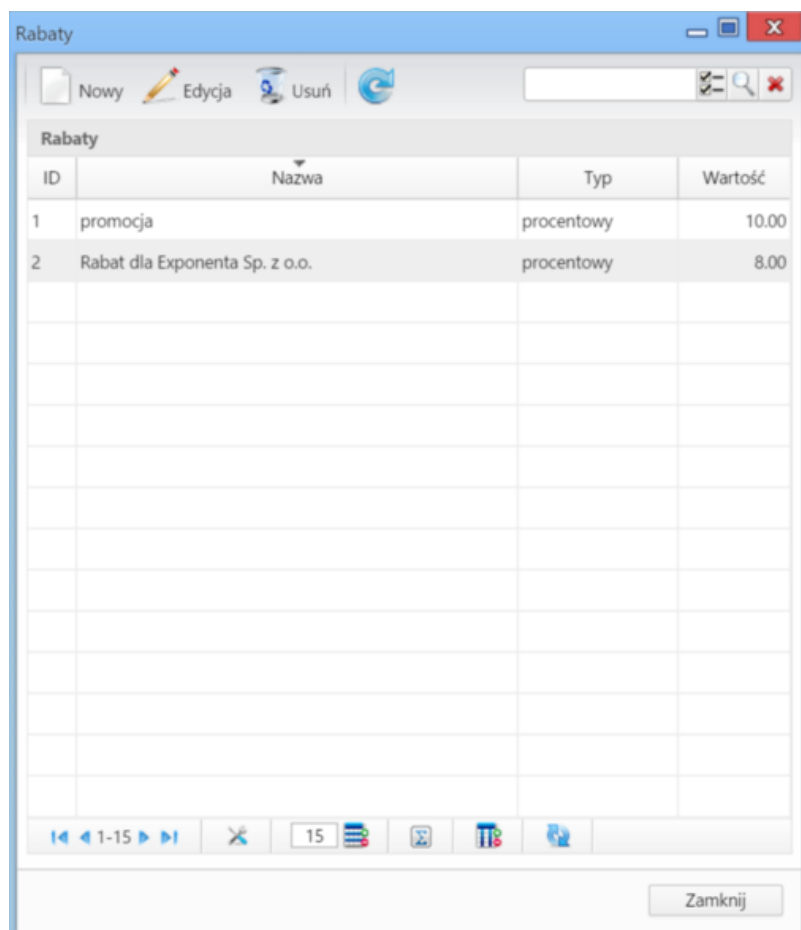 Rabaty
Nowy Edycja Usuń
Rabaty
ID Nazwa Typ Wartość
1 promocja procentowy 10.00
2 Rabat dla Exponenta Sp. z o.o. procentowy 8.00
1-15 15
Zamknij